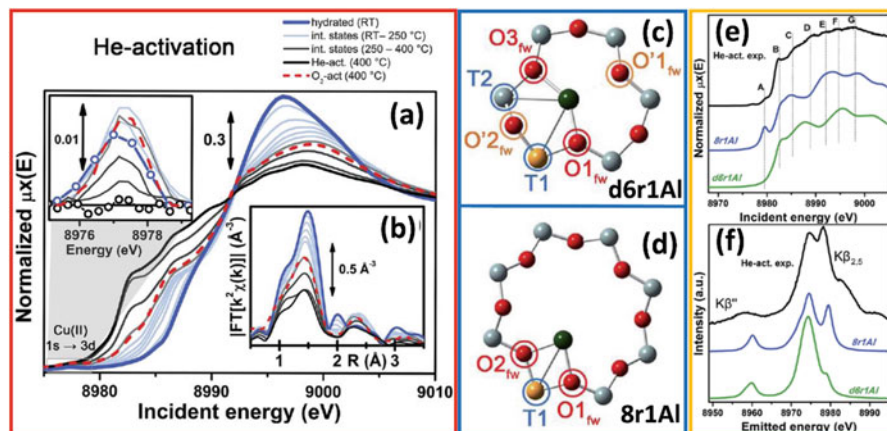 He-activation
hydrated (RT)
int. states (RT– 250 °C)
int. states (250 – 400 °C)
He-act. (400 °C)
O₂-act (400 °C)
(a)
0.01
0.3
8976 8978
Energy (eV)
Cu(II)
1s → 3d
Normalized μx(E)
(b)
0.5 Å⁻³
|FT(k²χ(k))| (Å⁻³)
1 2 R (Å) 3
8980 8990 9000 9010
Incident energy (eV)
(c)
O3fw
O'1fw
T2
O'2fw
T1
O1fw
d6r1Al
(d)
O2fw
T1
O1fw
8r1Al
(e)
A B C D E F G
He-act. exp.
8r1Al
d6r1Al
Normalized μx(E)
8970 8980 8990 9000
Incident energy (eV)
(f)
Kβ''
He-act. exp.
Kβ2,5
8r1Al
d6r1Al
Intensity (a.u.)
8950 8960 8970 8980 8990
Emitted energy (eV)